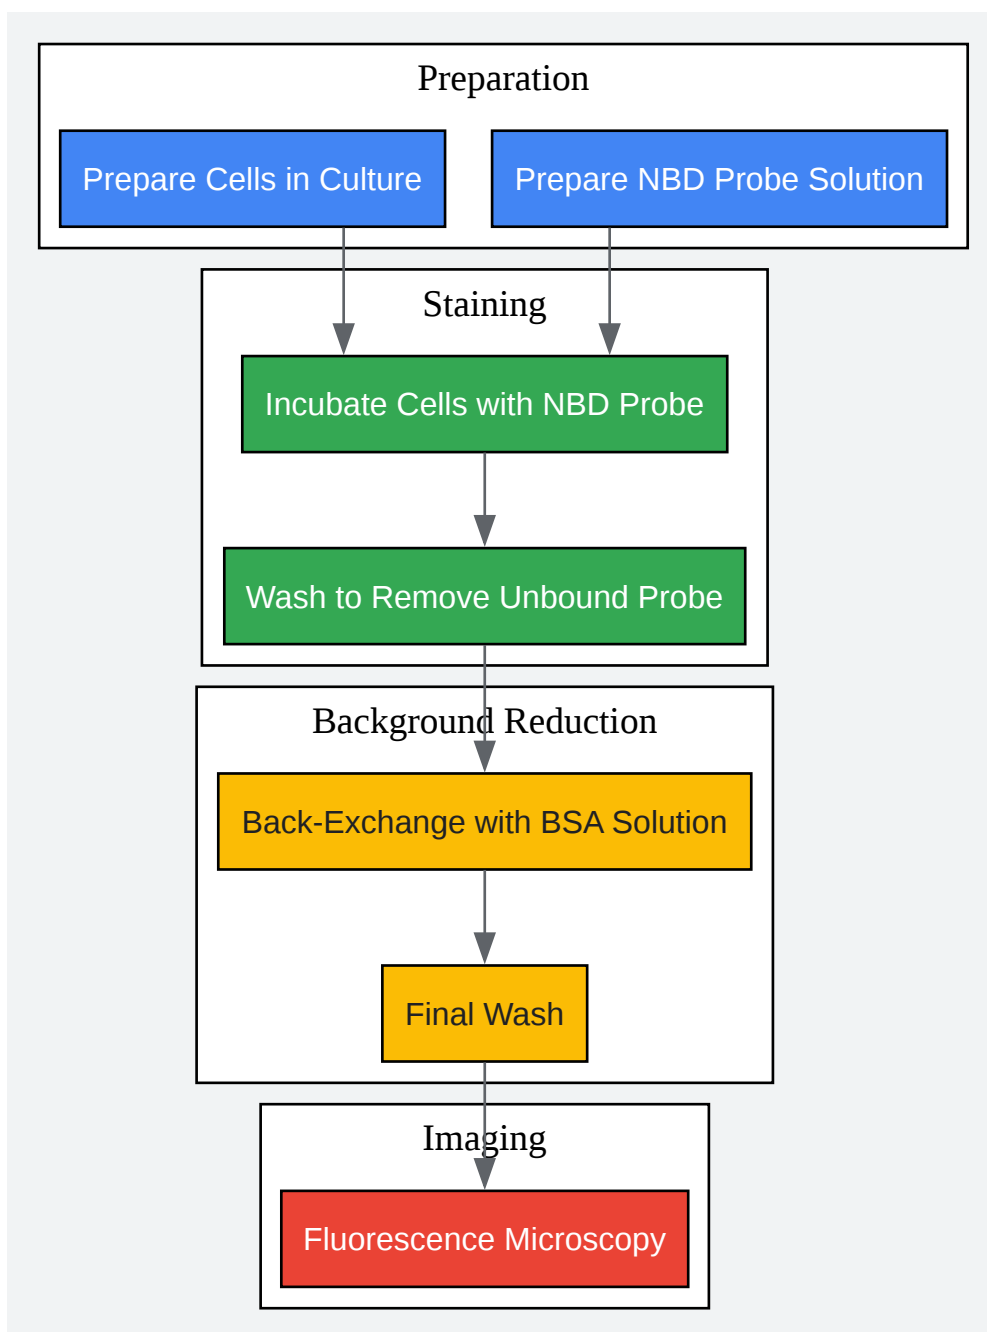 Preparation
Prepare Cells in Culture
Prepare NBD Probe Solution
Staining
Incubate Cells with NBD Probe
Wash to Remove Unbound Probe
Background Reduction
Back-Exchange with BSA Solution
Final Wash
Imaging
Fluorescence Microscopy